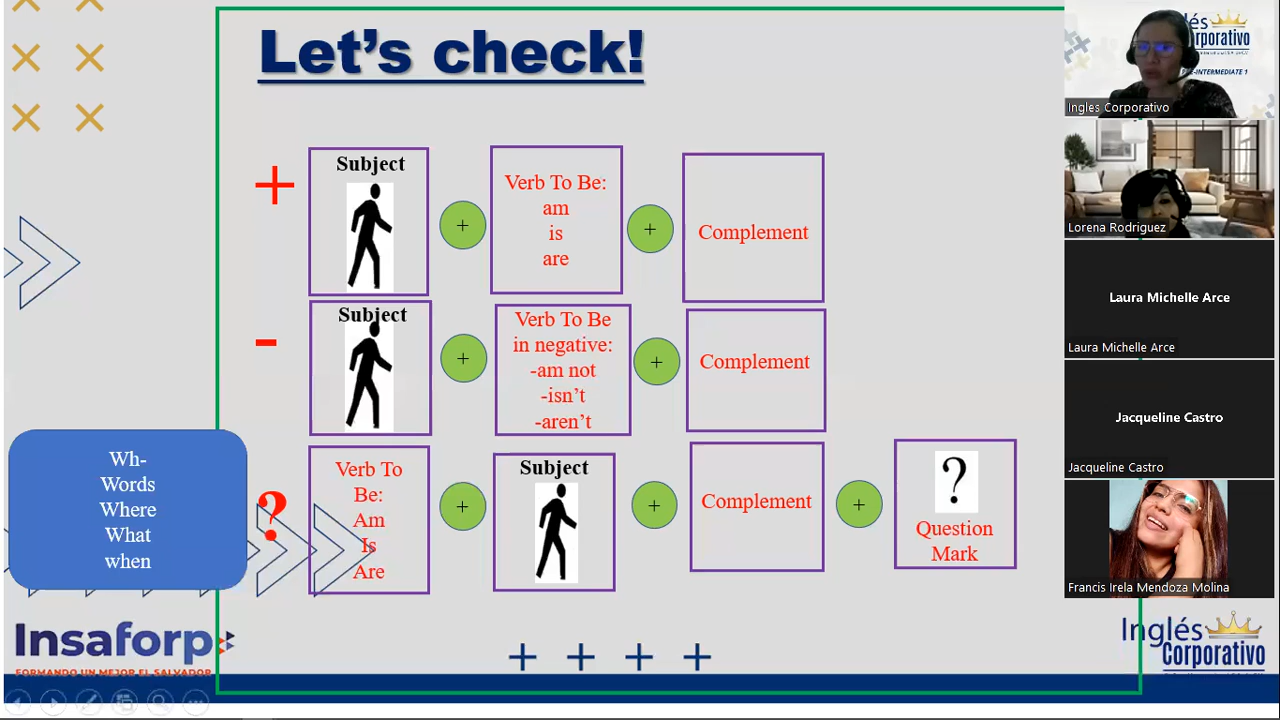 Let's check!
+
Subject
+
Verb To Be:
am
is
are
+
Complement
-
Subject
+
Verb To Be
in negative:
-am not
-isn't
-aren't
+
Complement
Wh-
Words
Where
What
when
?
Verb To
Be:
Am
Is
Are
+
Subject
+
Complement
+
?
Question
Mark
Insaforp
FORMANDO UN MEJOR EL SALVADOR
Inglés
Corporativo
PRE-INTERMEDIATE 1
Ingles Corporativo
Lorena Rodriguez
Laura Michelle Arce
Laura Michelle Arce
Jacqueline Castro
Jacqueline Castro
Francis Irela Mendoza Molina
Inglés
Corporativo